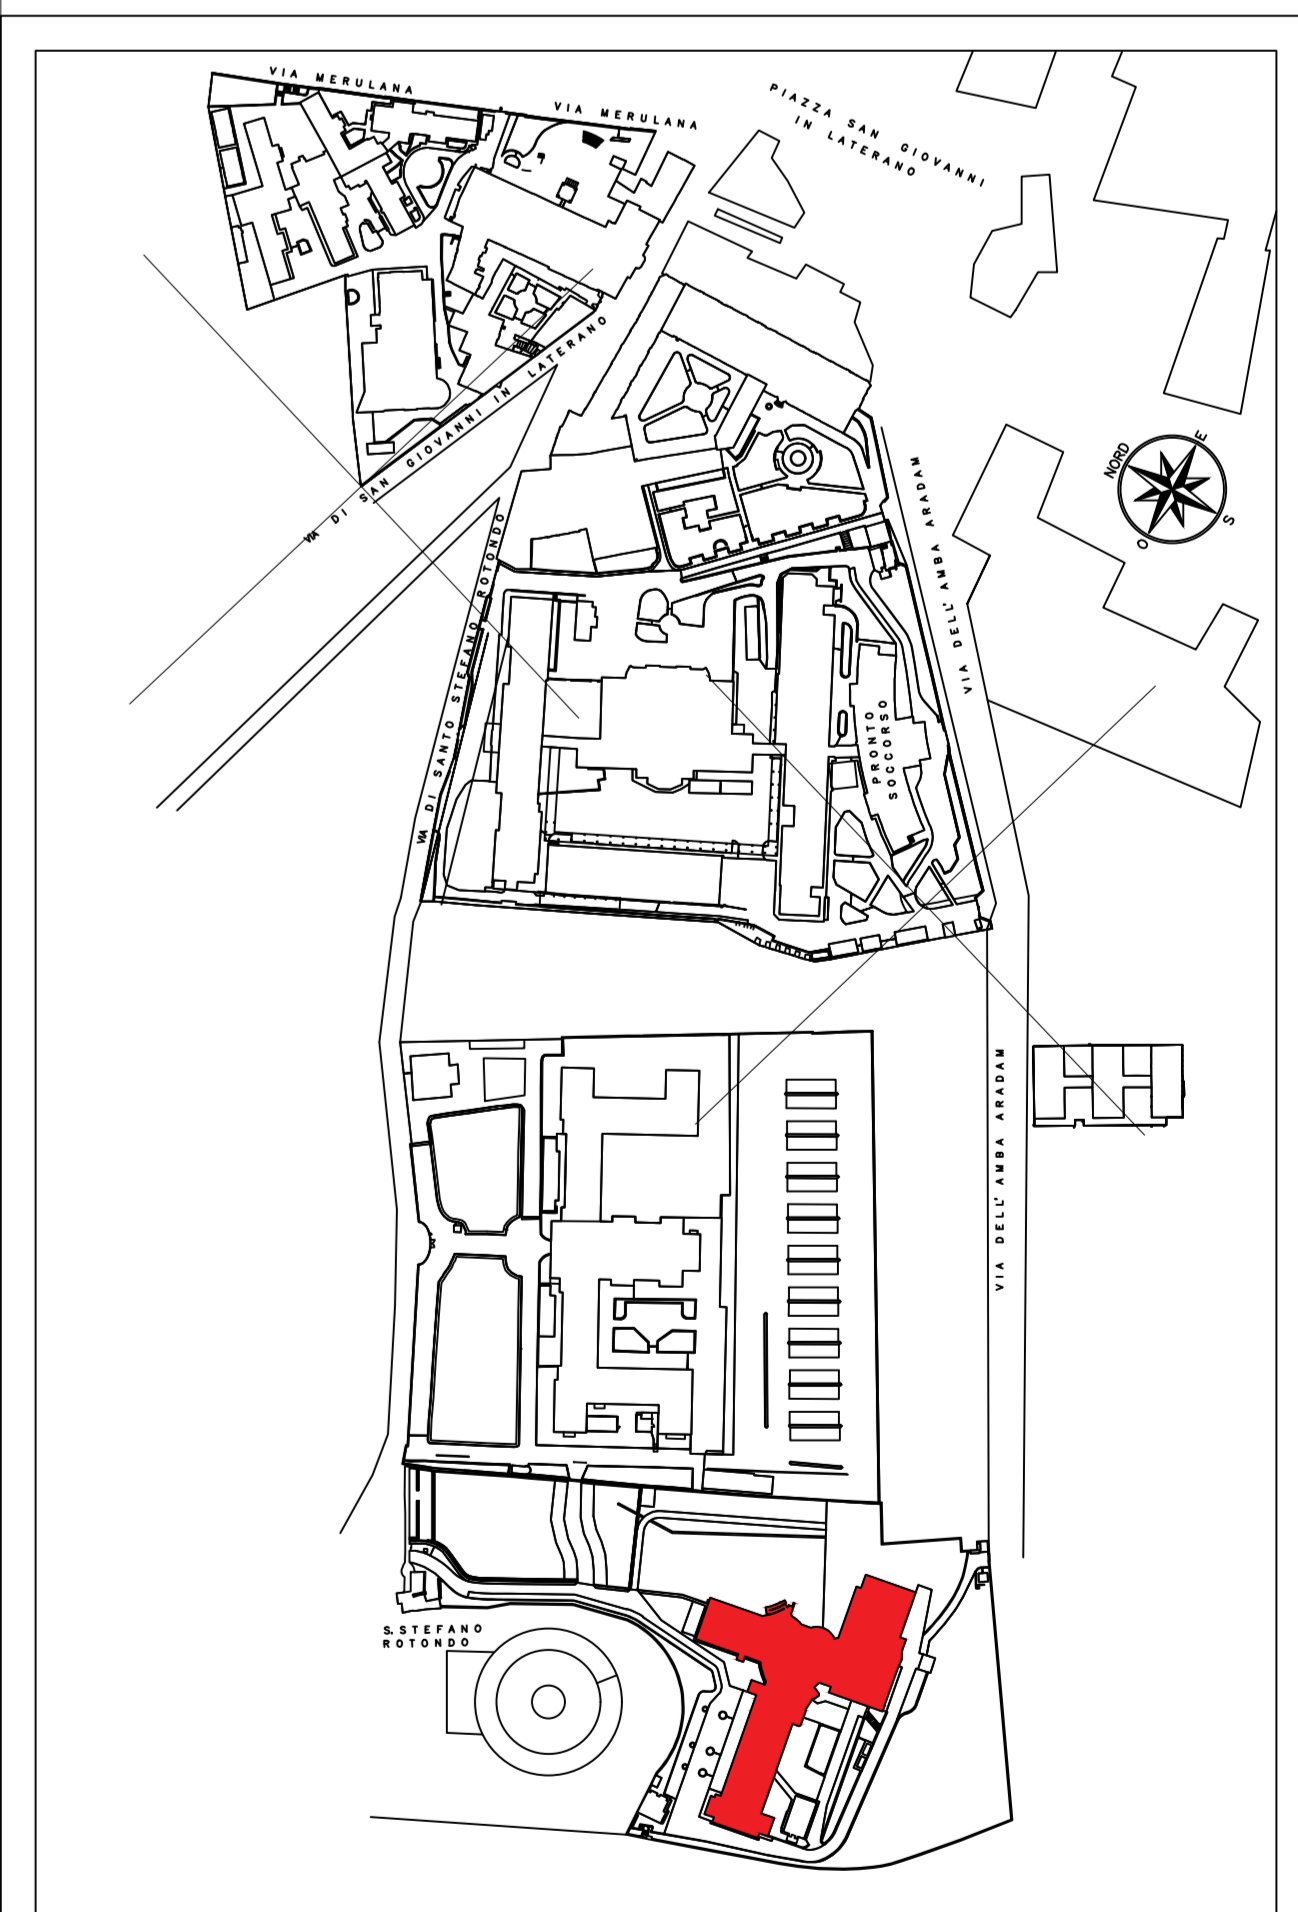 VIA MERULANA
VIA MERULANA
PIAZZA SAN GIOVANNI
IN LATERANO
VIA DI SAN GIOVANNI IN LATERANO
NORD
E
S
O
VIA DELL' AMBA ARADAM
VIA DI SANTO STEFANO ROTONDO
PRONTO
SOCCORSO
VIA DELL' AMBA ARADAM
S. STEFANO
ROTONDO